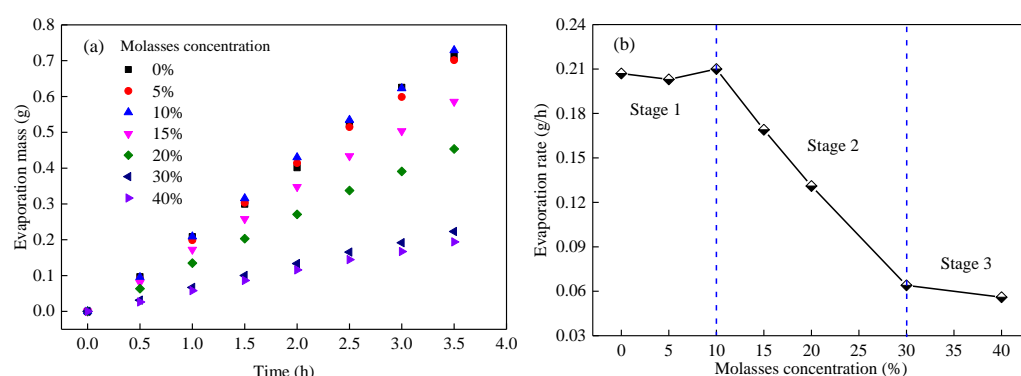 (a)
Molasses concentration
0%
5%
10%
15%
20%
30%
40%
Evaporation mass (g)
0.8
0.7
0.6
0.5
0.4
0.3
0.2
0.1
0.0
0.0 0.5 1.0 1.5 2.0 2.5 3.0 3.5 4.0
Time (h)
(b)
Stage 1
Stage 2
Stage 3
Evaporation rate (g/h)
0.24
0.21
0.18
0.15
0.12
0.09
0.06
0.03
0 5 10 15 20 25 30 35 40
Molasses concentration (%)